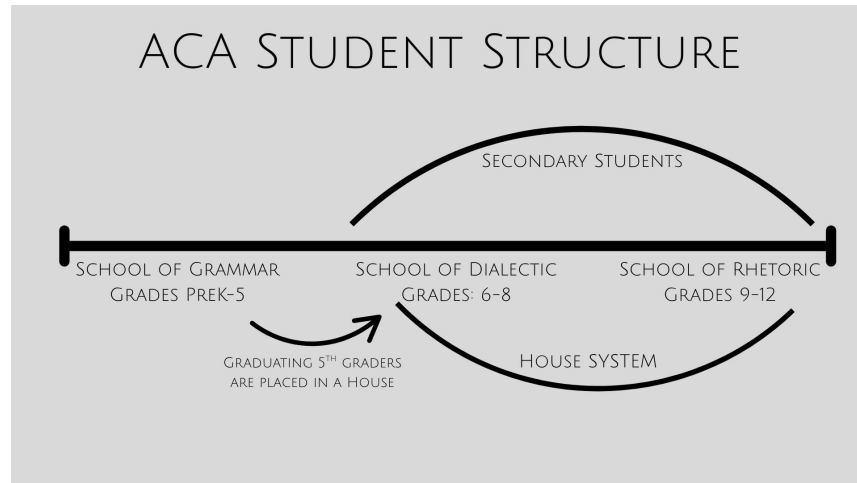 ACA Student Structure
Secondary Students
School of Grammar
Grades PreK-5
School of Dialectic
Grades: 6-8
School of Rhetoric
Grades 9-12
Graduating 5th graders
are placed in a House
House SYSTEM